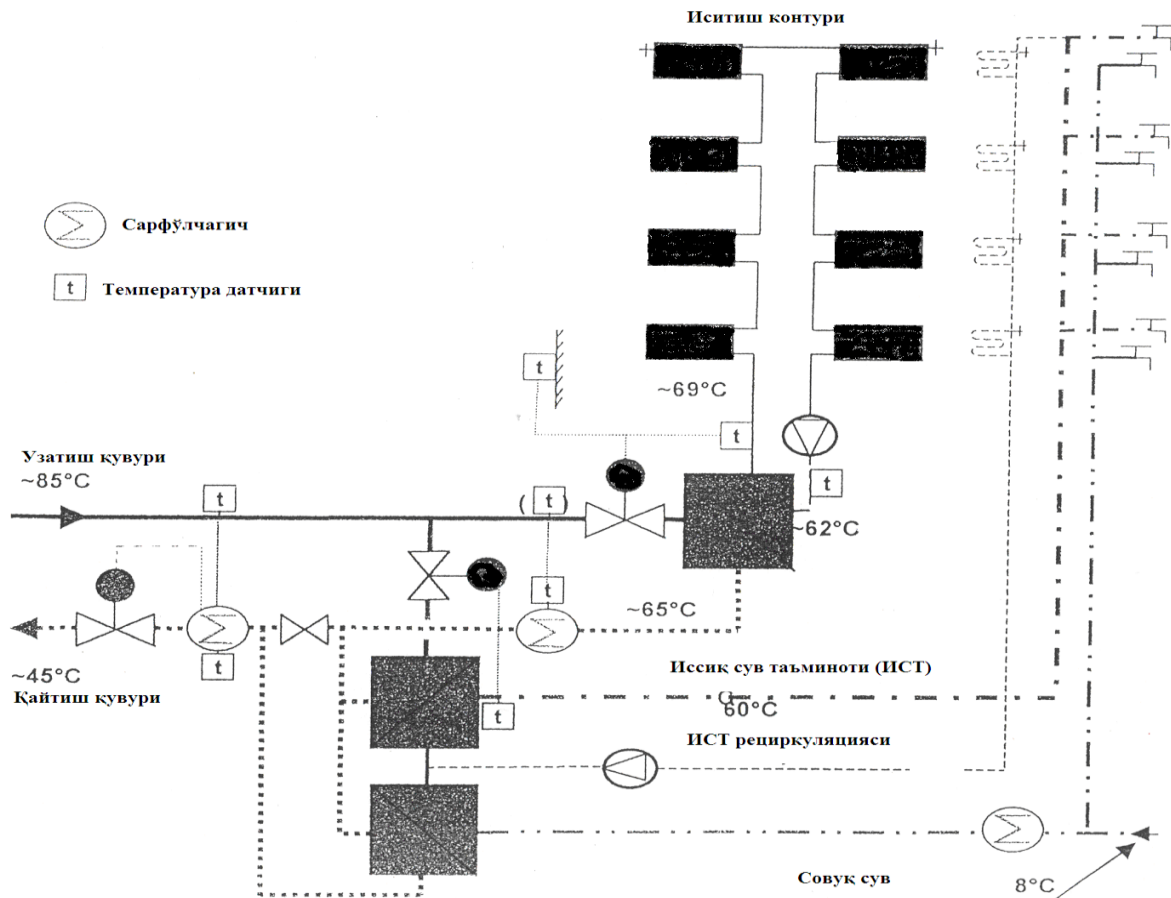 Иситиш контури
Сарфўлчагич
t Температура датчиги
t
~69°C
t
Узатиш қувури
~85°C
t
(t)
t
~62°C
t
~65°C
~45°C
t
Қайтиш қувури
Иссиқ сув таьминоти (ИСТ)
t
60°C
ИСТ рециркуляцияси
Совуқ сув
8°C